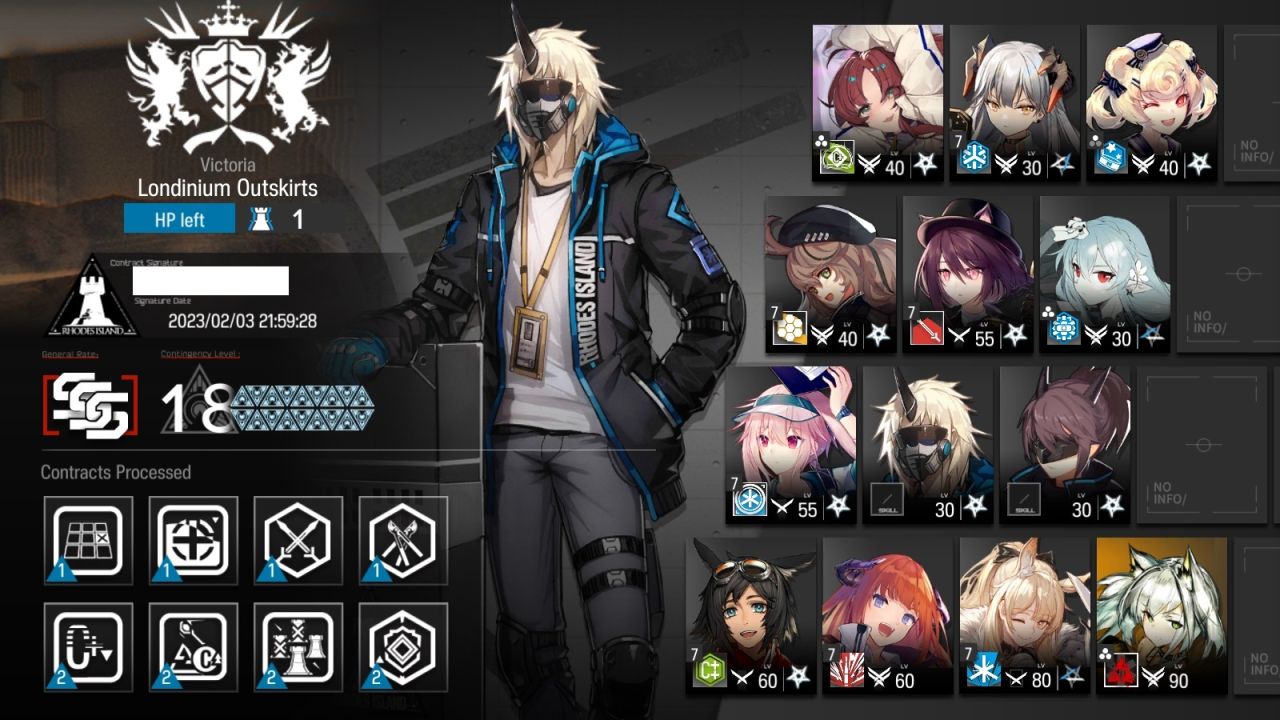 Victoria
Londinium Outskirts
HP left 1
Contract Signature
Signature Date
2023/02/03 21:59:28
RHODES ISLAND
General Rate:
Contingency Level:
SSS
18
Contracts Processed
1
1
1
1
C+
2
C
2
2
2
RHODES ISLAND
LV
40
7
LV
30
LV
40
NO
INFO/
7
LV
40
7
LV
55
LV
30
NO
INFO/
7
LV
55
SKILL
LV
30
SKILL
LV
30
NO
INFO/
7
C+
LV
60
7
LV
60
7
LV
80
LV
90
NO
INFO